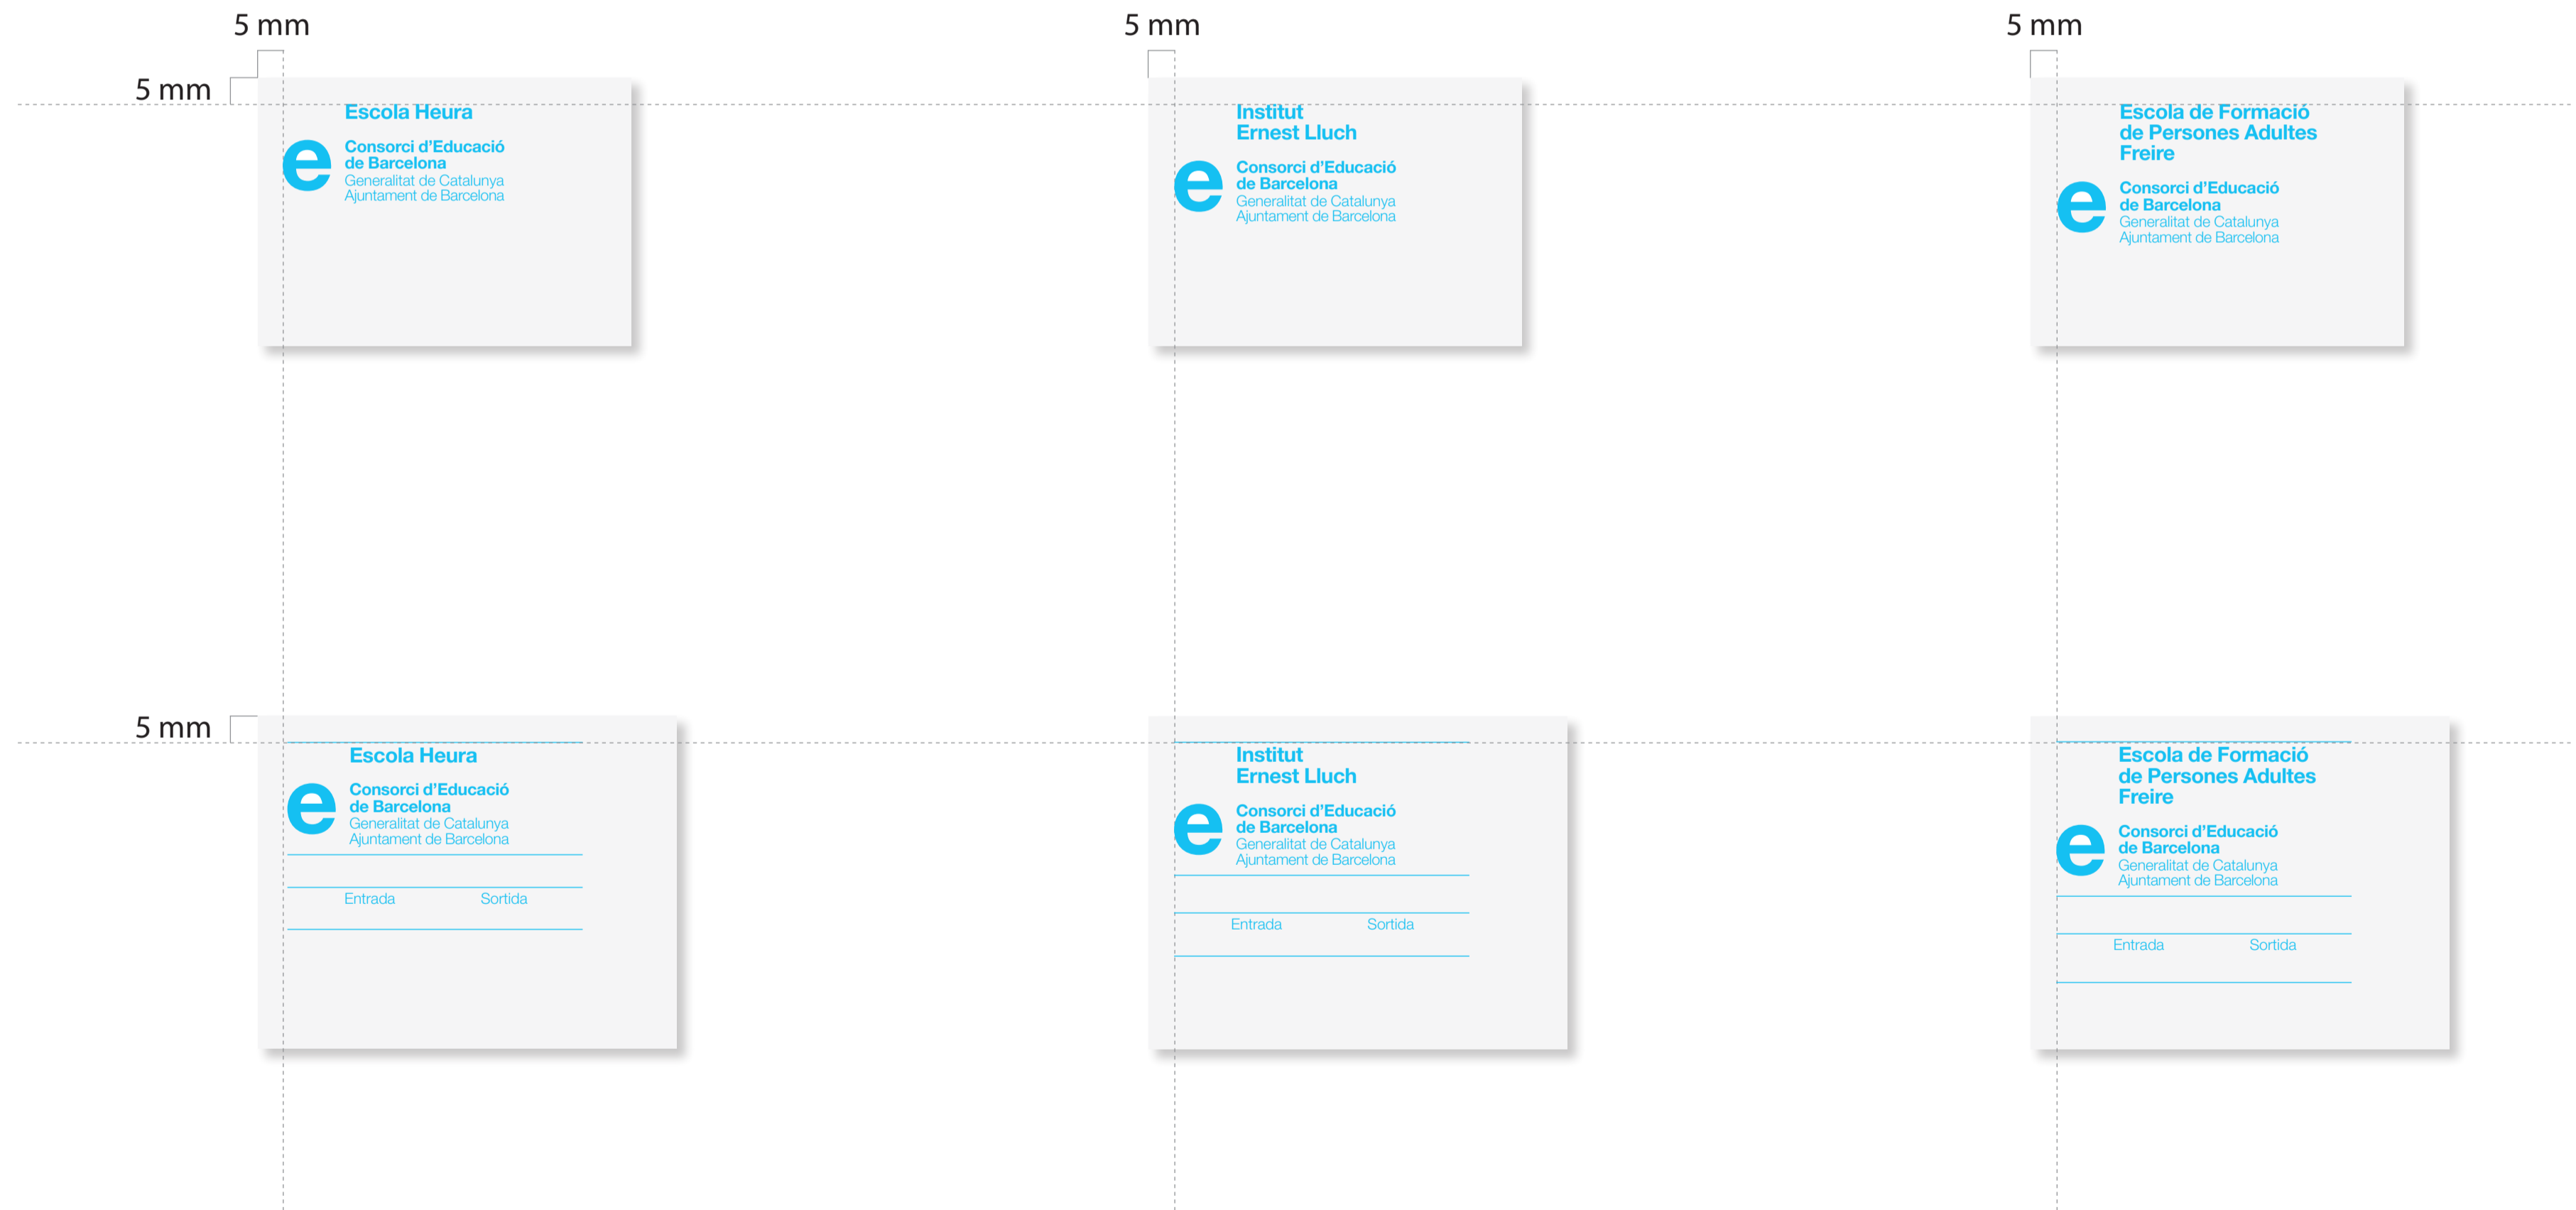 5 mm
5 mm
5 mm
5 mm
Escola Heura
e
Consorci d’Educació
de Barcelona
Generalitat de Catalunya
Ajuntament de Barcelona
Institut
Ernest Lluch
e
Consorci d’Educació
de Barcelona
Generalitat de Catalunya
Ajuntament de Barcelona
Escola de Formació
de Persones Adultes
Freire
e
Consorci d’Educació
de Barcelona
Generalitat de Catalunya
Ajuntament de Barcelona
5 mm
Escola Heura
e
Consorci d’Educació
de Barcelona
Generalitat de Catalunya
Ajuntament de Barcelona
Entrada Sortida
Institut
Ernest Lluch
e
Consorci d’Educació
de Barcelona
Generalitat de Catalunya
Ajuntament de Barcelona
Entrada Sortida
Escola de Formació
de Persones Adultes
Freire
e
Consorci d’Educació
de Barcelona
Generalitat de Catalunya
Ajuntament de Barcelona
Entrada Sortida